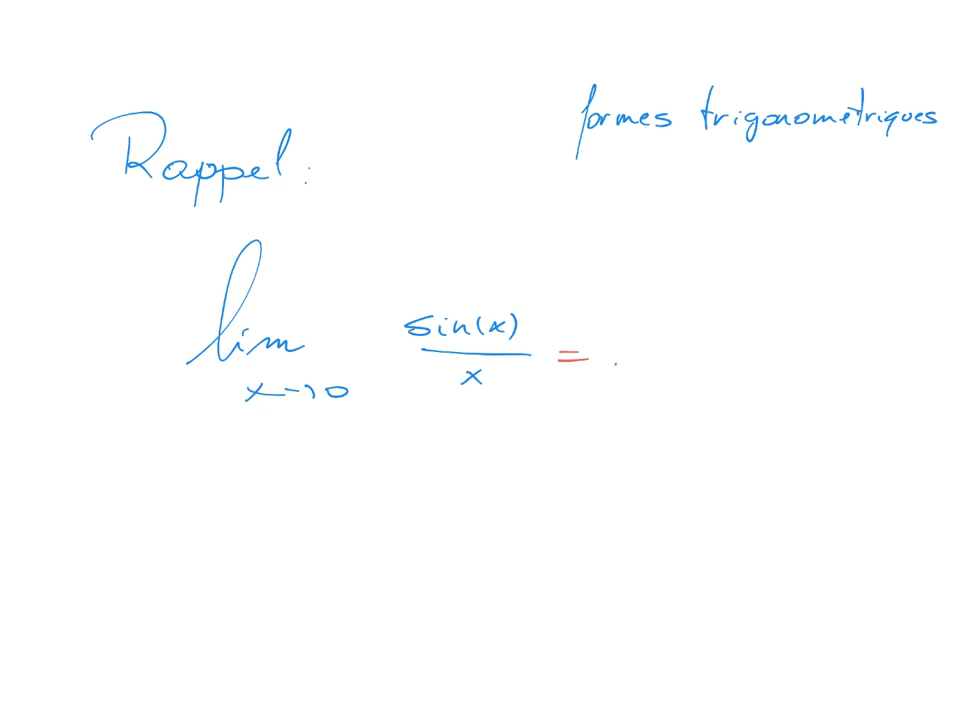 formes trigonométriques
Rappel:
lim sin(x)/x = .
x→0